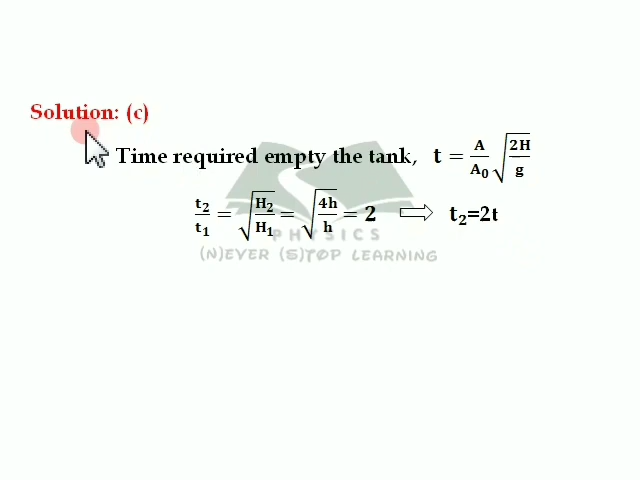 Solution: (c)
Time required empty the tank, t = A/A₀ √(2H/g)
t₂/t₁ = √(H₂/H₁) = √(4h/h) = 2 ⇨ t₂=2t
PHYSICS
(N)EVER (S)TOP LEARNING